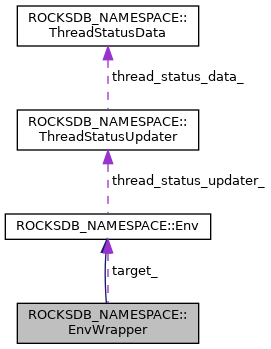 ROCKSDB_NAMESPACE::
ThreadStatusData
thread_status_data_
ROCKSDB_NAMESPACE::
ThreadStatusUpdater
thread_status_updater_
ROCKSDB_NAMESPACE::Env
target_
ROCKSDB_NAMESPACE::
EnvWrapper